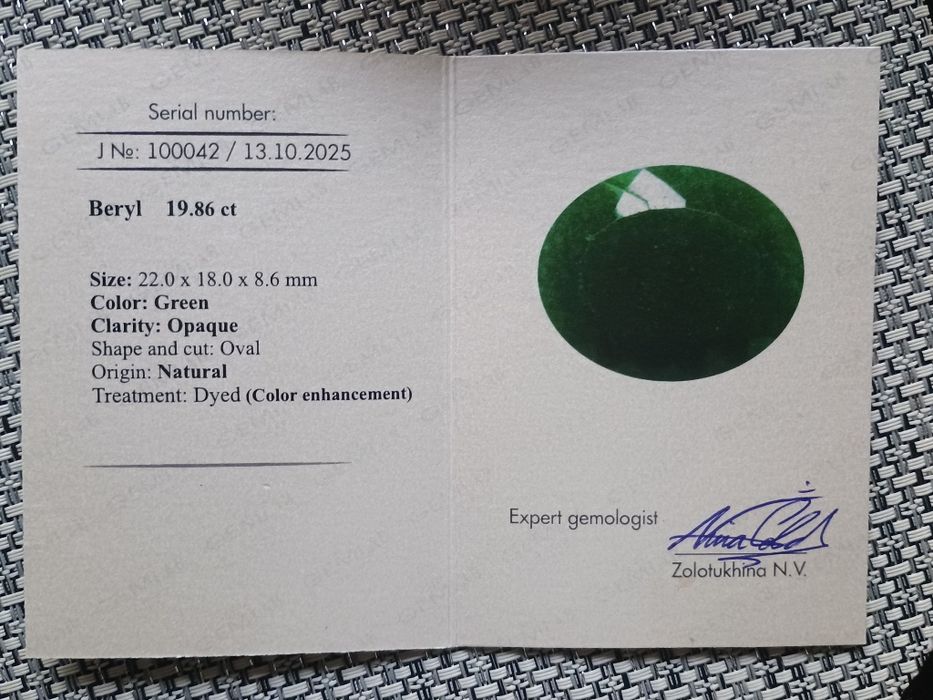 Serial number:
J №: 100042 / 13.10.2025
Beryl 19.86 ct
Size: 22.0 x 18.0 x 8.6 mm
Color: Green
Clarity: Opaque
Shape and cut: Oval
Origin: Natural
Treatment: Dyed (Color enhancement)
Expert gemologist
Zolotukhina N.V.